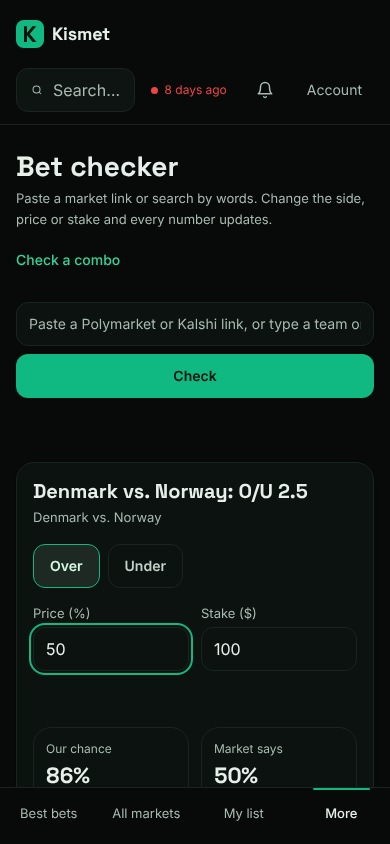 Kismet
Search...
8 days ago
Account
Bet checker
Paste a market link or search by words. Change the side,
price or stake and every number updates.
Check a combo
Paste a Polymarket or Kalshi link, or type a team o
Check
Denmark vs. Norway: O/U 2.5
Denmark vs. Norway
Over Under
Price (%) Stake ($)
50 100
Our chance Market says
86% 50%
Best bets All markets My list More